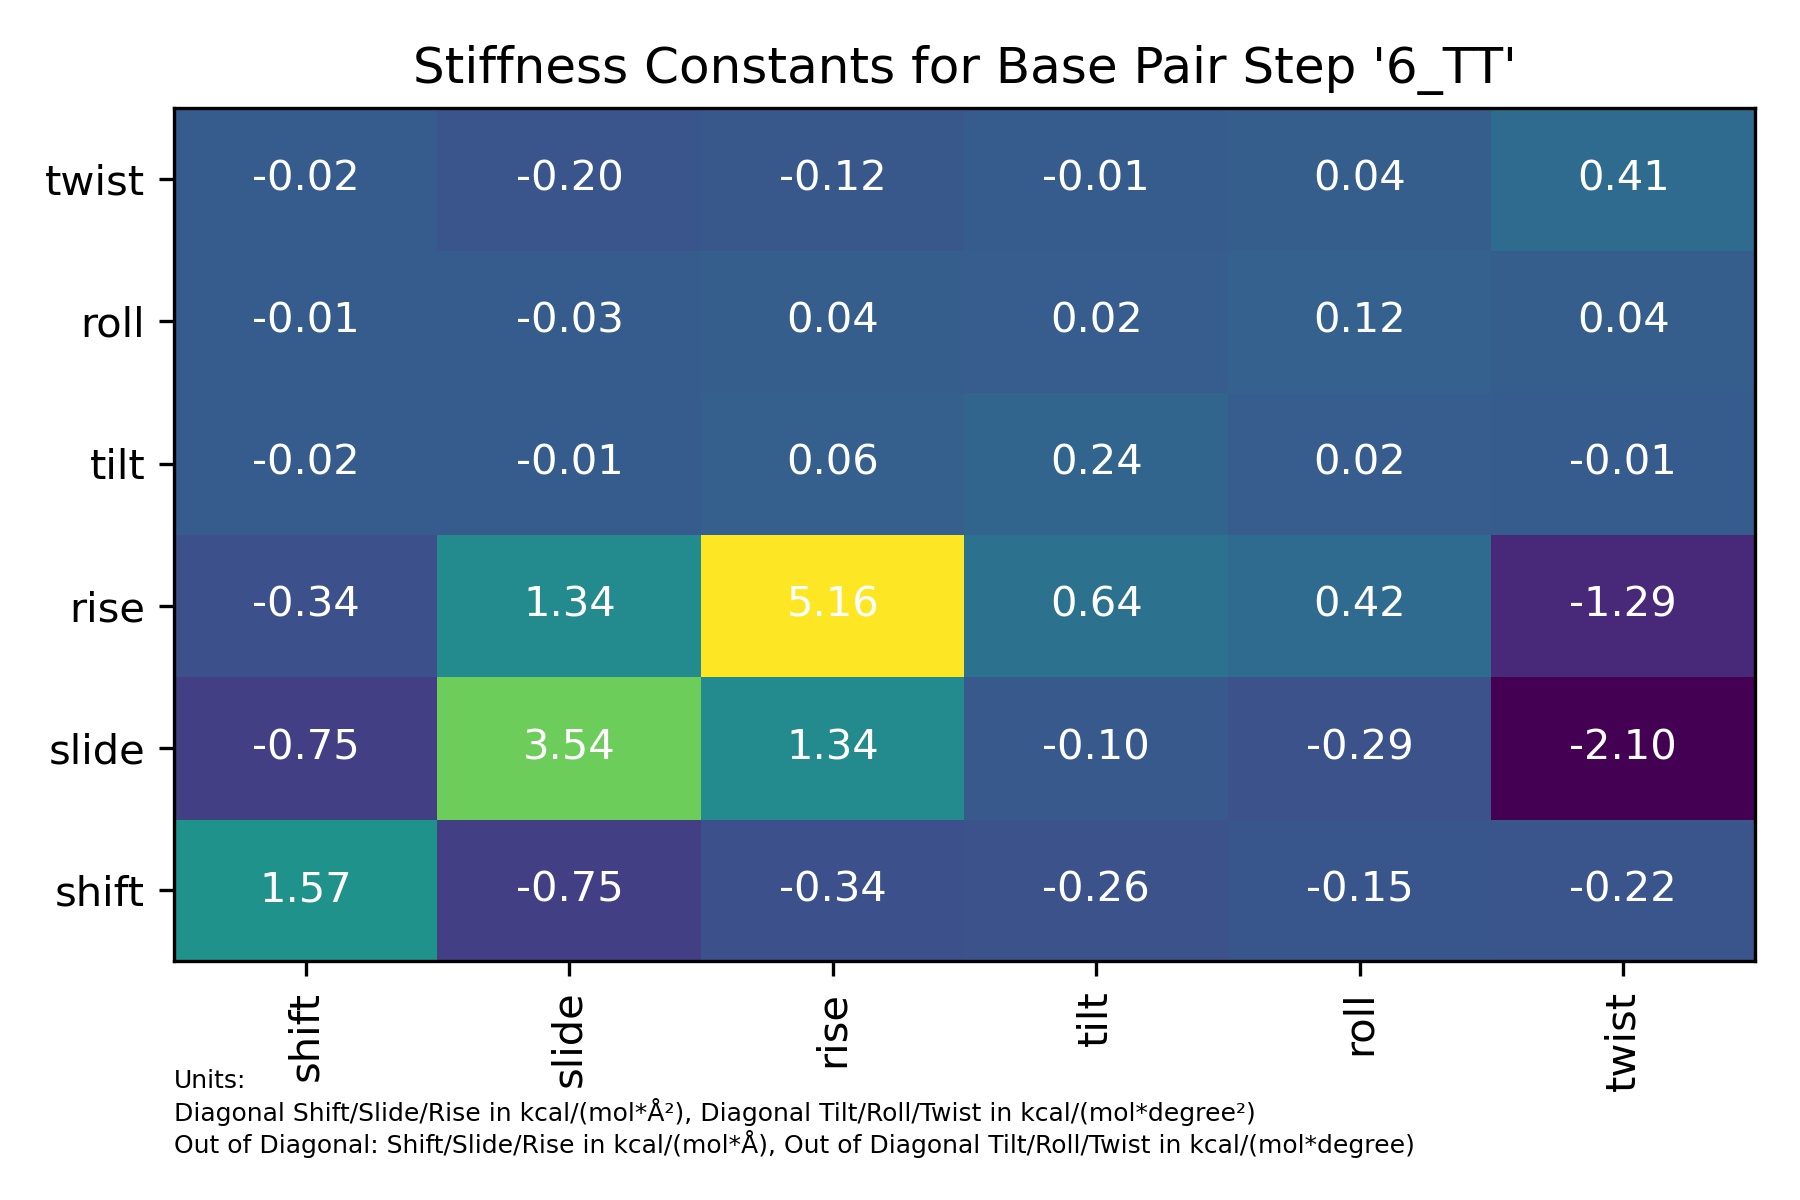 Stiffness Constants for Base Pair Step '6_TT'
twist -0.02 -0.20 -0.12 -0.01 0.04 0.41
roll -0.01 -0.03 0.04 0.02 0.12 0.04
tilt -0.02 -0.01 0.06 0.24 0.02 -0.01
rise -0.34 1.34 5.16 0.64 0.42 -1.29
slide -0.75 3.54 1.34 -0.10 -0.29 -2.10
shift 1.57 -0.75 -0.34 -0.26 -0.15 -0.22
shift slide rise tilt roll twist
Units:
Diagonal Shift/Slide/Rise in kcal/(mol*Å²), Diagonal Tilt/Roll/Twist in kcal/(mol*degree²)
Out of Diagonal: Shift/Slide/Rise in kcal/(mol*Å), Out of Diagonal Tilt/Roll/Twist in kcal/(mol*degree)